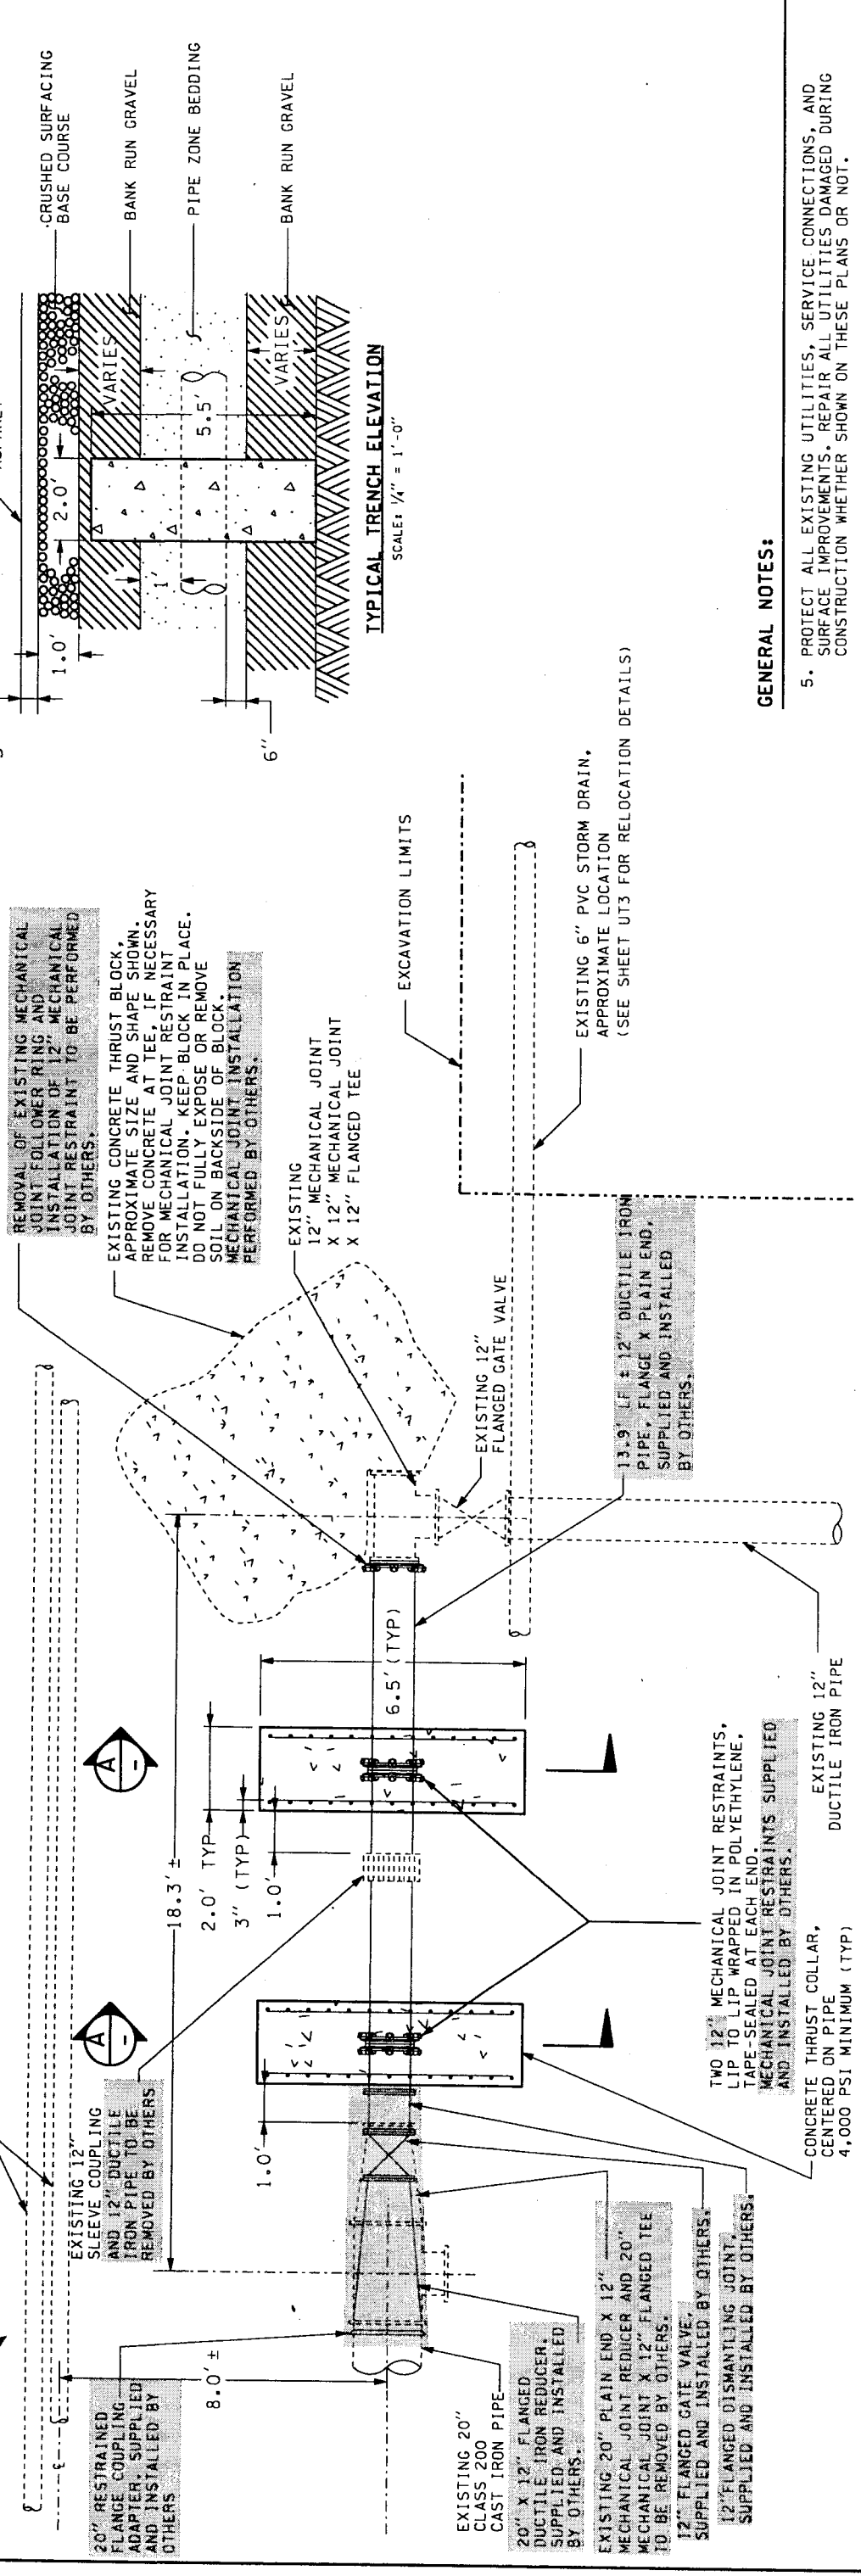 20" RESTRAINED
FLANGE COUPLING
ADAPTER, SUPPLIED
AND INSTALLED BY
OTHERS
EXISTING 12"
SLEEVE COUPLING
AND 12" DUCTILE
IRON PIPE TO BE
REMOVED BY OTHERS
A
-
A
-
REMOVAL OF EXISTING MECHANICAL
JOINT FOLLOWER RING AND
INSTALLATION OF 12" MECHANICAL
JOINT RESTRAINT TO BE PERFORMED
BY OTHERS.
EXISTING CONCRETE THRUST BLOCK,
APPROXIMATE SIZE AND SHAPE SHOWN.
REMOVE CONCRETE AT TEE, IF NECESSARY
FOR MECHANICAL JOINT RESTRAINT
INSTALLATION. KEEP BLOCK IN PLACE.
DO NOT FULLY EXPOSE OR REMOVE
SOIL ON BACKSIDE OF BLOCK.
MECHANICAL JOINT INSTALLATION
PERFORMED BY OTHERS.
18.3' ±
2.0' TYP
3" (TYP)
1.0'
1.0'
8.0' ±
6.5' (TYP)
EXISTING
12" MECHANICAL JOINT
X 12" MECHANICAL JOINT
X 12" FLANGED TEE
EXCAVATION LIMITS
EXISTING 12"
FLANGED GATE VALVE
EXISTING 6" PVC STORM DRAIN,
APPROXIMATE LOCATION
(SEE SHEET UT3 FOR RELOCATION DETAILS)
EXISTING 20"
CLASS 200
CAST IRON PIPE
20" X 12" FLANGED
DUCTILE IRON REDUCER,
SUPPLIED AND INSTALLED
BY OTHERS.
EXISTING 20" PLAIN END X 12"
MECHANICAL JOINT REDUCER AND 20"
MECHANICAL JOINT X 12" FLANGED TEE
TO BE REMOVED BY OTHERS.
12" FLANGED GATE VALVE,
SUPPLIED AND INSTALLED BY OTHERS.
12" FLANGED DISMANTLING JOINT,
SUPPLIED AND INSTALLED BY OTHERS.
TWO 12" MECHANICAL JOINT RESTRAINTS,
LIP TO LIP WRAPPED IN POLYETHYLENE,
TAPE-SEALED AT EACH END.
MECHANICAL JOINT RESTRAINTS SUPPLIED
AND INSTALLED BY OTHERS.
CONCRETE THRUST COLLAR,
CENTERED ON PIPE
4,000 PSI MINIMUM (TYP)
13.9' LF ± 12" DUCTILE IRON
PIPE, FLANGE X PLAIN END,
SUPPLIED AND INSTALLED
BY OTHERS.
EXISTING 12"
DUCTILE IRON PIPE
1.0'
2.0'
VARIES
1'
5.5'
VARIES
6"
CRUSHED SURFACING
BASE COURSE
BANK RUN GRAVEL
PIPE ZONE BEDDING
BANK RUN GRAVEL
TYPICAL TRENCH ELEVATION
SCALE: 1/4" = 1'-0"
GENERAL NOTES:
5. PROTECT ALL EXISTING UTILITIES, SERVICE CONNECTIONS, AND
SURFACE IMPROVEMENTS. REPAIR ALL UTILITIES DAMAGED DURING
CONSTRUCTION WHETHER SHOWN ON THESE PLANS OR NOT.